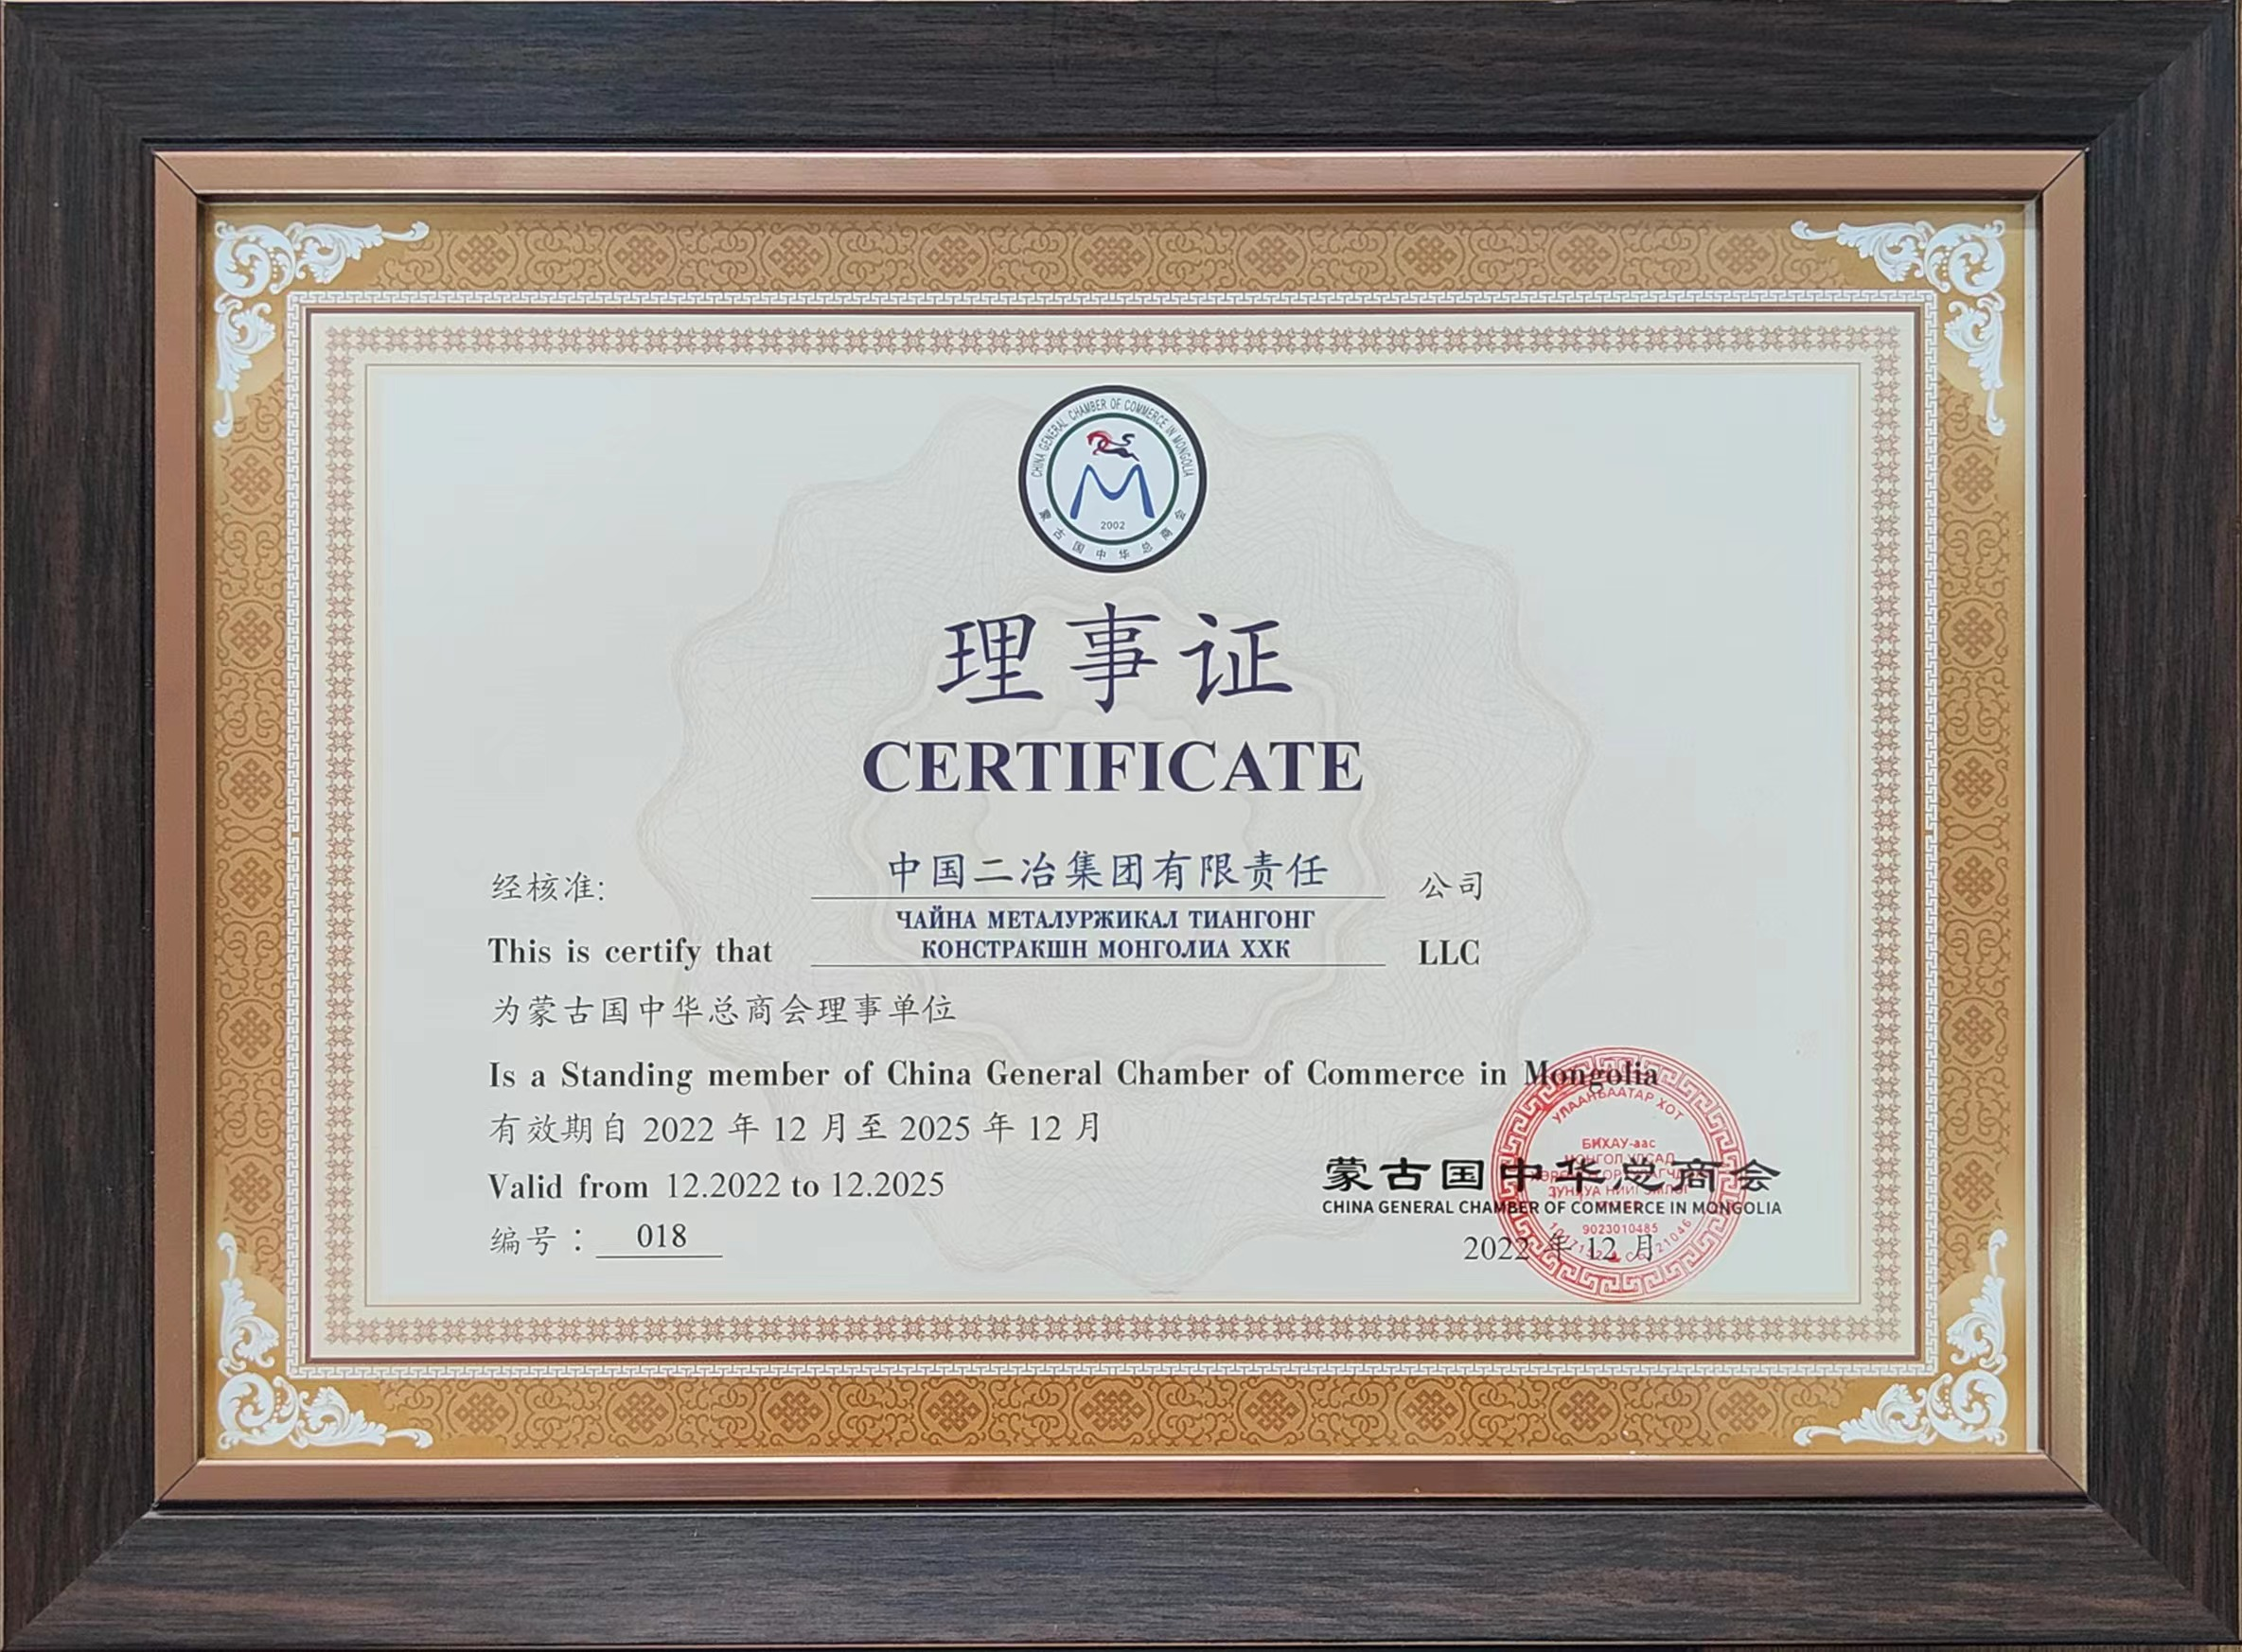 CHINA GENERAL CHAMBER OF COMMERCE IN MONGOLIA
2002
蒙古国中华总商会
理事证
CERTIFICATE
经核准: 中国二冶集团有限责任 公司
ЧАЙНА МЕТАЛУРЖИКАЛ ТИАНГОНГ
This is certify that КОНСТРАКШН МОНГОЛИА ХХК LLC
为蒙古国中华总商会理事单位
Is a Standing member of China General Chamber of Commerce in Mongolia
有效期自 2022 年 12 月至 2025 年 12 月
Valid from 12.2022 to 12.2025
编号： 018
蒙古国中华总商会
CHINA GENERAL CHAMBER OF COMMERCE IN MONGOLIA
2022 年 12 月
УЛААНБААТАР ХОТ
БНХАУ-аас
МОНГОЛ УЛСАД
9023010485